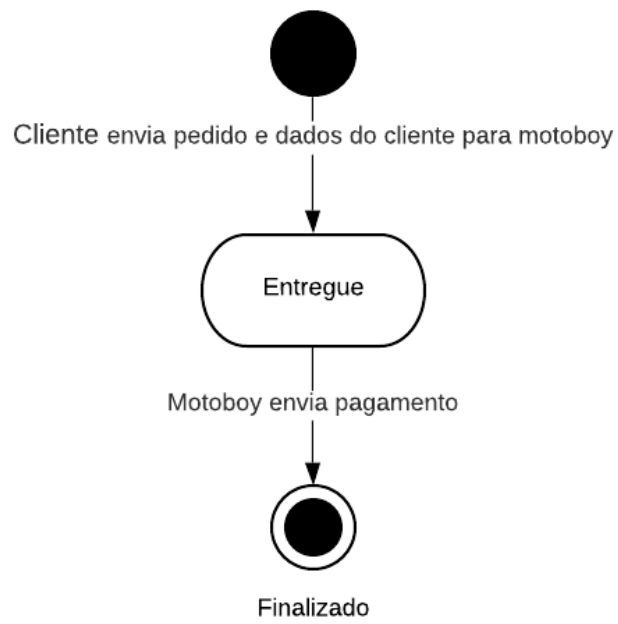 Cliente envia pedido e dados do cliente para motoboy
Entregue
Motoboy envia pagamento
Finalizado